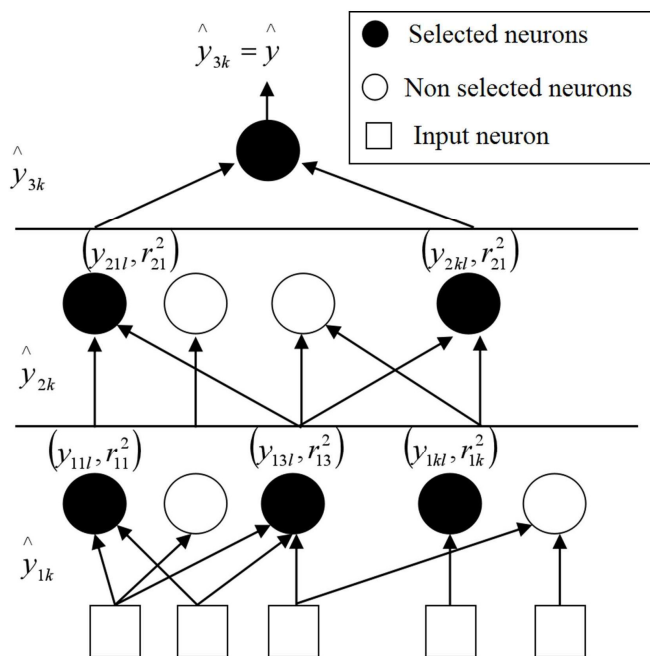 ŷ₃ₖ = ŷ
Selected neurons
Non selected neurons
Input neuron
ŷ₃ₖ
(y₂₁ₗ, r²₂₁)
(y₂ₖₗ, r²₂₁)
ŷ₂ₖ
(y₁₁ₗ, r²₁₁)
(y₁₃ₗ, r²₁₃)
(y₁ₖₗ, r²₁ₖ)
ŷ₁ₖ